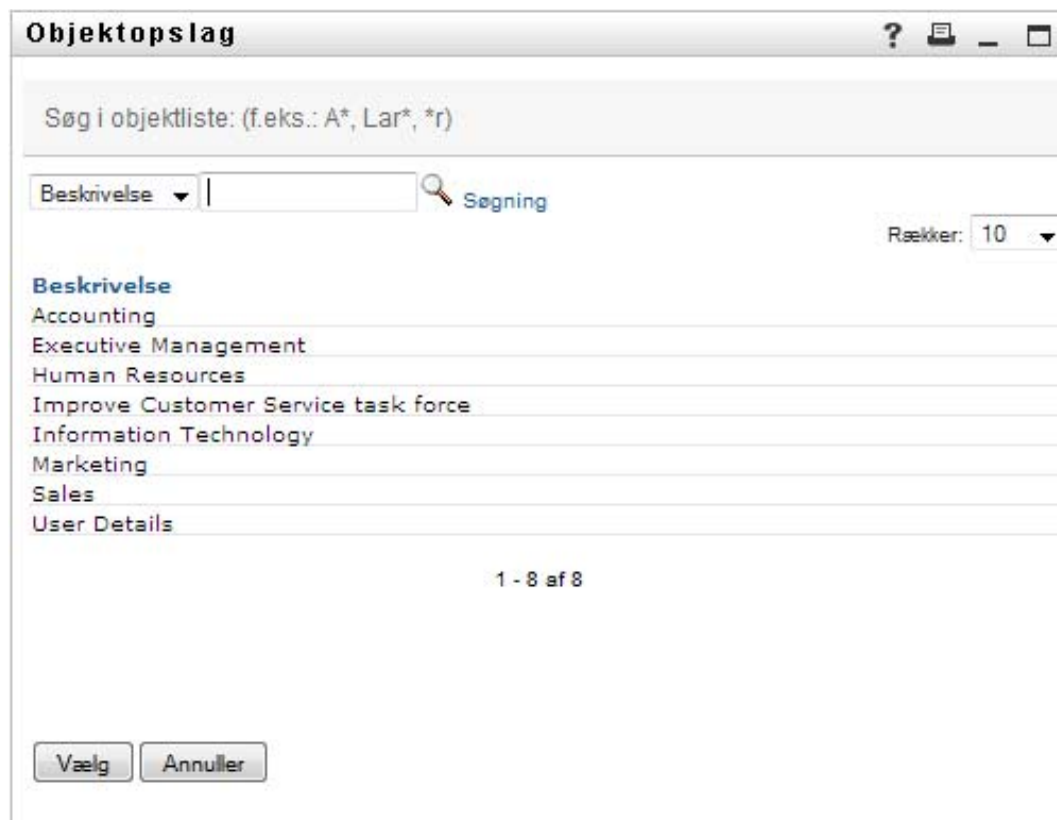 Objektopslag
Søg i objektliste: (f.eks.: A*, Lar*, *r)
Beskrivelse
Søgning
Rækker: 10
Beskrivelse
Accounting
Executive Management
Human Resources
Improve Customer Service task force
Information Technology
Marketing
Sales
User Details
1 - 8 af 8
Vælg Annuller